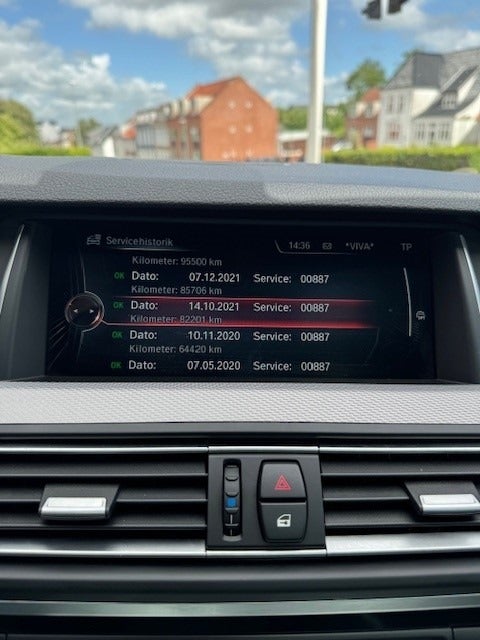 Servicehistorik 14:36 *VIVA* TP
Kilometer: 95500 km
OK Dato: 07.12.2021 Service: 00887
Kilometer: 85706 km
OK Dato: 14.10.2021 Service: 00887
Kilometer: 82201 km
OK Dato: 10.11.2020 Service: 00887
Kilometer: 64420 km
OK Dato: 07.05.2020 Service: 00887